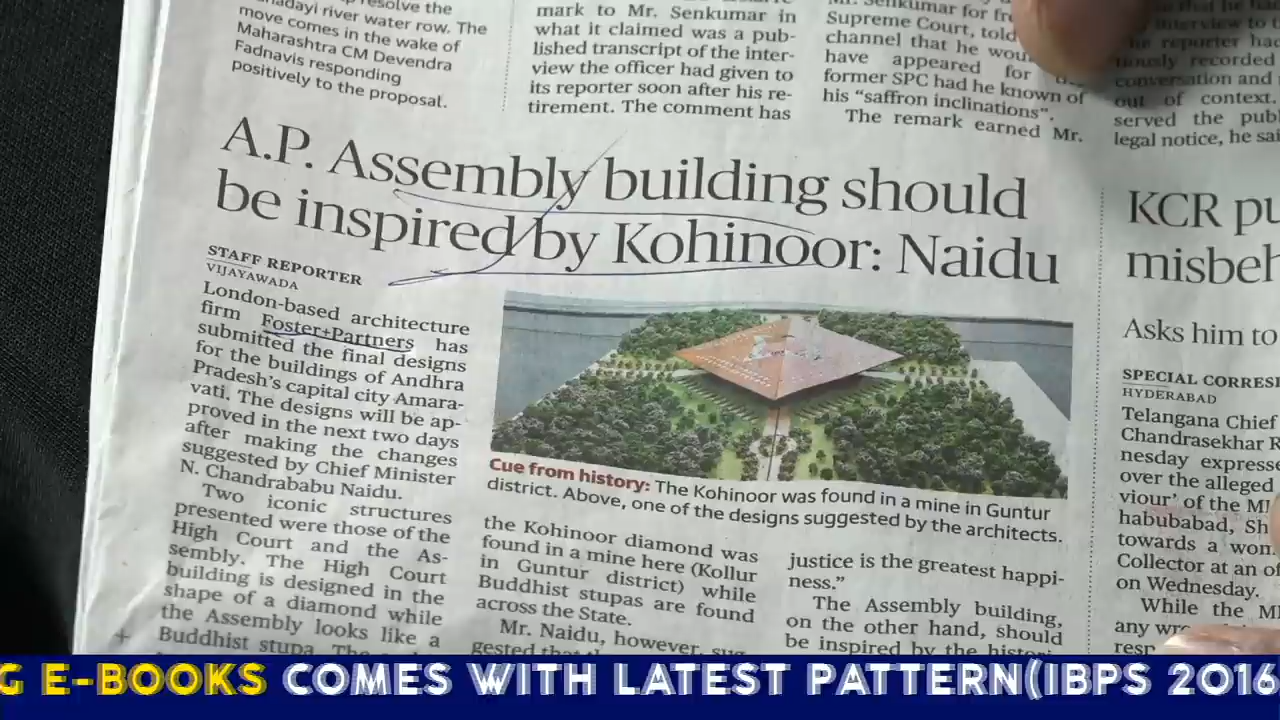 resolve the
river water row. The
move comes in the wake of
Maharashtra CM Devendra
Fadnavis responding
positively to the proposal.
mark to Mr. Senkumar in
what it claimed was a pub-
lished transcript of the inter-
view the officer had given to
its reporter soon after his re-
tirement. The comment has
Supreme Court, told
channel that he
have appeared for
former SPC had he known of
his “saffron inclinations”.
The remark earned Mr.
interview to
reporter had
recorded
conversation and
out of context.
served the
legal notice, he
A.P. Assembly building should
be inspired by Kohinoor: Naidu
STAFF REPORTER
VIJAYAWADA
London-based architecture
firm Foster+Partners has
submitted the final designs
for the buildings of Andhra
Pradesh’s capital city Amara-
vati. The designs will be ap-
proved in the next two days
after making the changes
suggested by Chief Minister
N. Chandrababu Naidu.
Two iconic structures
presented were those of the
High Court and the As-
sembly. The High Court
building is designed in the
shape of a diamond while
the Assembly looks like a
Buddhist stupa. The
Cue from history: The Kohinoor was found in a mine in Guntur
district. Above, one of the designs suggested by the architects.
the Kohinoor diamond was
found in a mine here (Kollur
in Guntur district) while
Buddhist stupas are found
across the State.
Mr. Naidu, however,
justice is the greatest happi-
ness.”
The Assembly building,
on the other hand, should
be inspired by the
KCR
Asks him to
SPECIAL
HYDERABAD
Telangana Chief
Chandrasekhar
nesday
over the alleged
viour’ of the
habubabad,
towards a
Collector at an
on Wednesday.
While the
any
E-BOOKS COMES WITH LATEST PATTERN(IBPS 2016